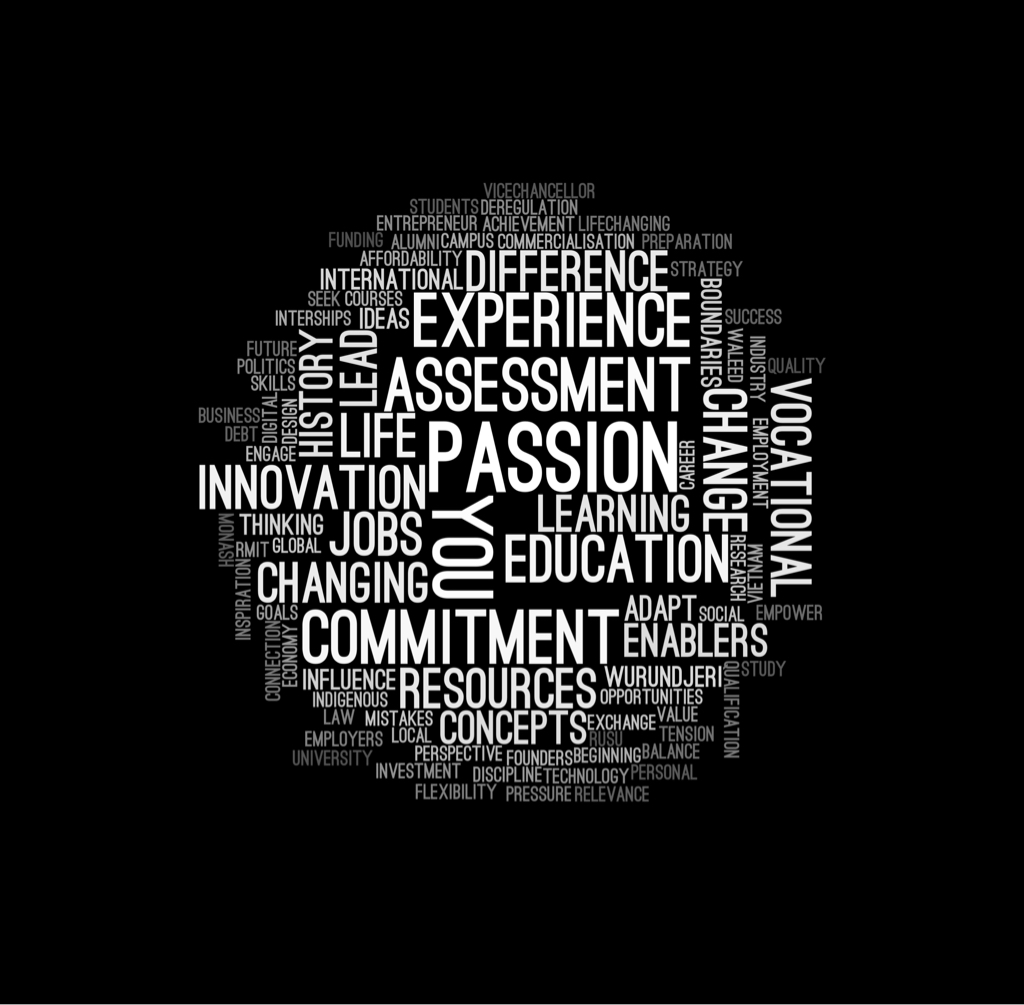 VICECHANCELLOR
STUDENTS DEREGULATION
ENTREPRENEUR ACHIEVEMENT LIFECHANGING
FUNDING ALUMNI CAMPUS COMMERCIALISATION PREPARATION
AFFORDABILITY
INTERNATIONAL DIFFERENCE STRATEGY
SEEK COURSES
INTERSHIPS IDEAS EXPERIENCE
BOUNDARIES
SUCCESS
WALEED
INDUSTRY
QUALITY
FUTURE
POLITICS
SKILLS
HISTORY
LEAD
ASSESSMENT
BUSINESS
DEBT
DIGITAL
DESIGN
ENGAGE
LIFE
PASSION
CAREER
CHANGE
EMPLOYMENT
VOCATIONAL
INNOVATION
YOU
LEARNING
MONASH
THINKING
RMIT GLOBAL
JOBS
EDUCATION
RESEARCH
VIETNAM
INSPIRATION
CHANGING
GOALS
COMMITMENT
ADAPT SOCIAL EMPOWER
ENABLERS
CONNECTION
ECONOMY
INFLUENCE
INDIGENOUS
RESOURCES
WURUNDJERI
OPPORTUNITIES
QUALIFICATION
STUDY
LAW MISTAKES
EMPLOYERS LOCAL
CONCEPTS
EXCHANGE VALUE
RUSU TENSION
UNIVERSITY
PERSPECTIVE FOUNDERS BEGINNING BALANCE
INVESTMENT DISCIPLINE TECHNOLOGY PERSONAL
FLEXIBILITY PRESSURE RELEVANCE